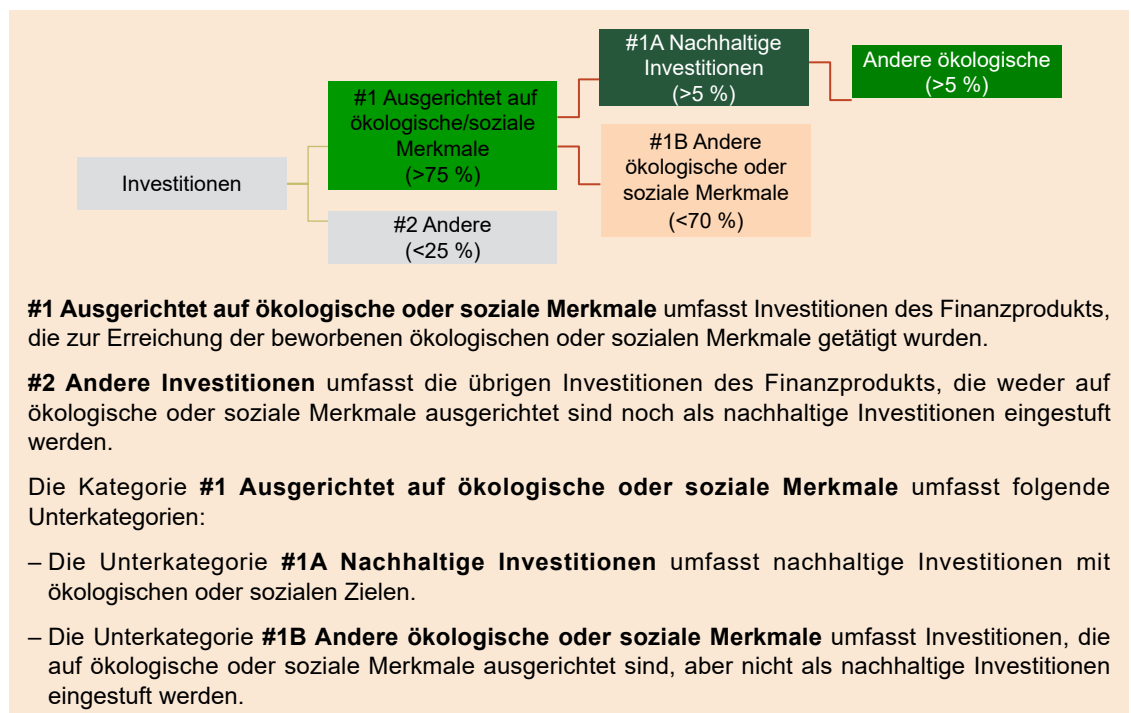 #1A Nachhaltige
Investitionen
(>5 %)
Andere ökologische
(>5 %)
#1 Ausgerichtet auf
ökologische/soziale
Merkmale
(>75 %)
#1B Andere
ökologische oder
soziale Merkmale
(<70 %)
Investitionen
#2 Andere
(<25 %)
#1 Ausgerichtet auf ökologische oder soziale Merkmale umfasst Investitionen des Finanzprodukts,
die zur Erreichung der beworbenen ökologischen oder sozialen Merkmale getätigt wurden.
#2 Andere Investitionen umfasst die übrigen Investitionen des Finanzprodukts, die weder auf
ökologische oder soziale Merkmale ausgerichtet sind noch als nachhaltige Investitionen eingestuft
werden.
Die Kategorie #1 Ausgerichtet auf ökologische oder soziale Merkmale umfasst folgende
Unterkategorien:
– Die Unterkategorie #1A Nachhaltige Investitionen umfasst nachhaltige Investitionen mit
ökologischen oder sozialen Zielen.
– Die Unterkategorie #1B Andere ökologische oder soziale Merkmale umfasst Investitionen, die
auf ökologische oder soziale Merkmale ausgerichtet sind, aber nicht als nachhaltige Investitionen
eingestuft werden.